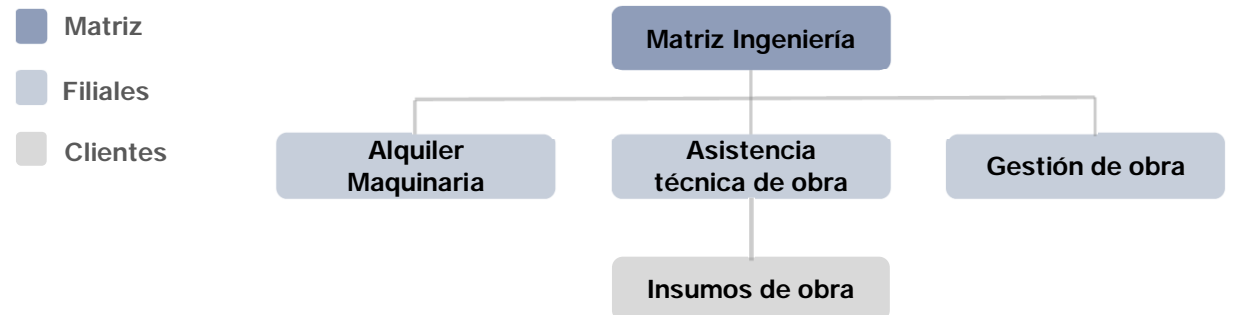 Matriz
Filiales
Clientes
Matriz Ingeniería
Alquiler
Maquinaria
Asistencia
técnica de obra
Gestión de obra
Insumos de obra